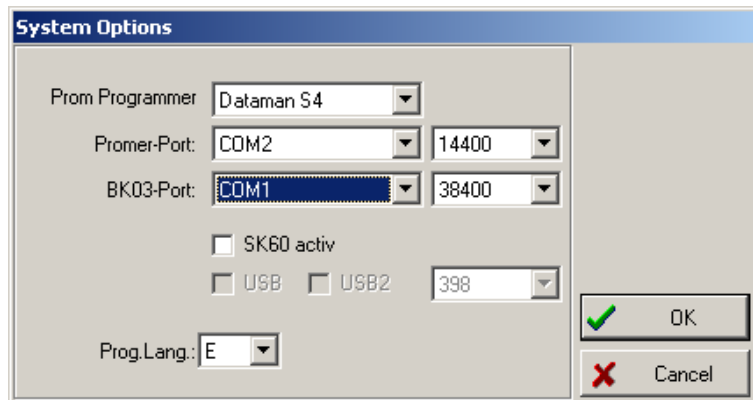 System Options
Prom Programmer Dataman S4
Promer-Port: COM2 14400
BK03-Port: COM1 38400
SK60 activ
USB USB2 398
OK
Prog.Lang.: E
Cancel